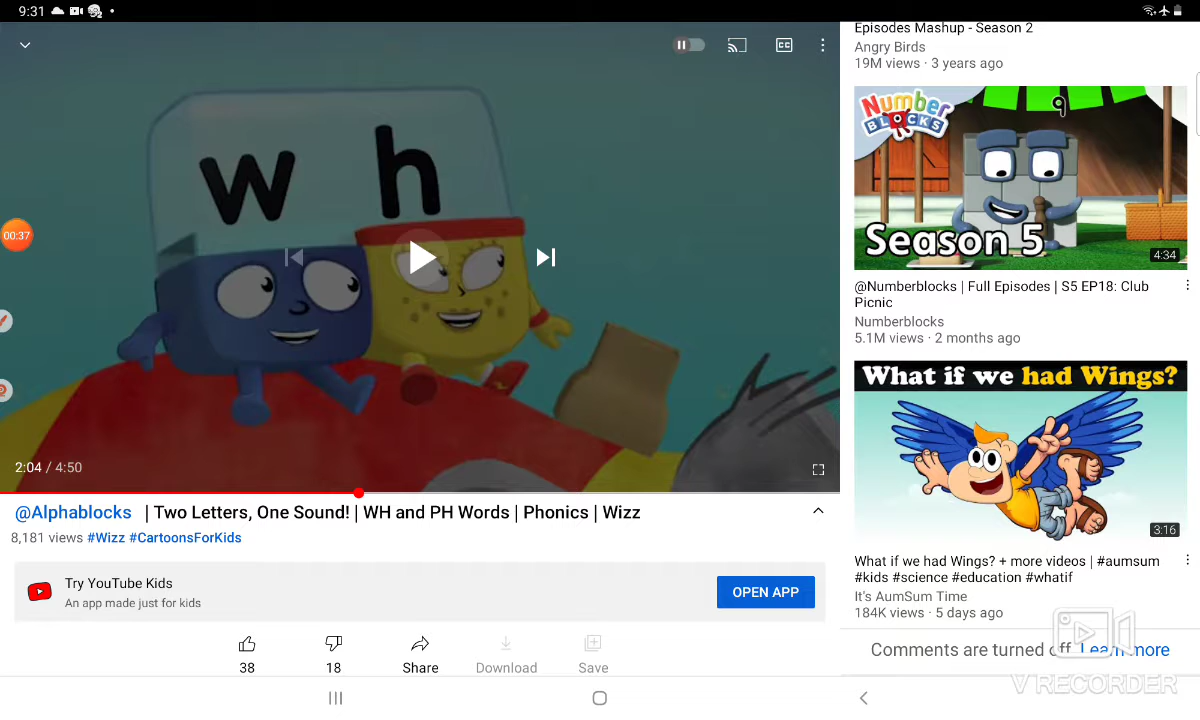 9:31
Episodes Mashup - Season 2
Angry Birds
19M views · 3 years ago
w h
00:37
2:04 / 4:50
Number
BLOCKS
9
Season 5
4:34
@Numberblocks | Full Episodes | S5 EP18: Club
Picnic
Numberblocks
5.1M views · 2 months ago
What if we had Wings?
3:16
What if we had Wings? + more videos | #aumsum
#kids #science #education #whatif
It's AumSum Time
184K views · 5 days ago
@Alphablocks | Two Letters, One Sound! | WH and PH Words | Phonics | Wizz
8,181 views #Wizz #CartoonsForKids
Try YouTube Kids
An app made just for kids
OPEN APP
38
18
Share
Download
Save
Comments are turned off. Learn more
V RECORDER